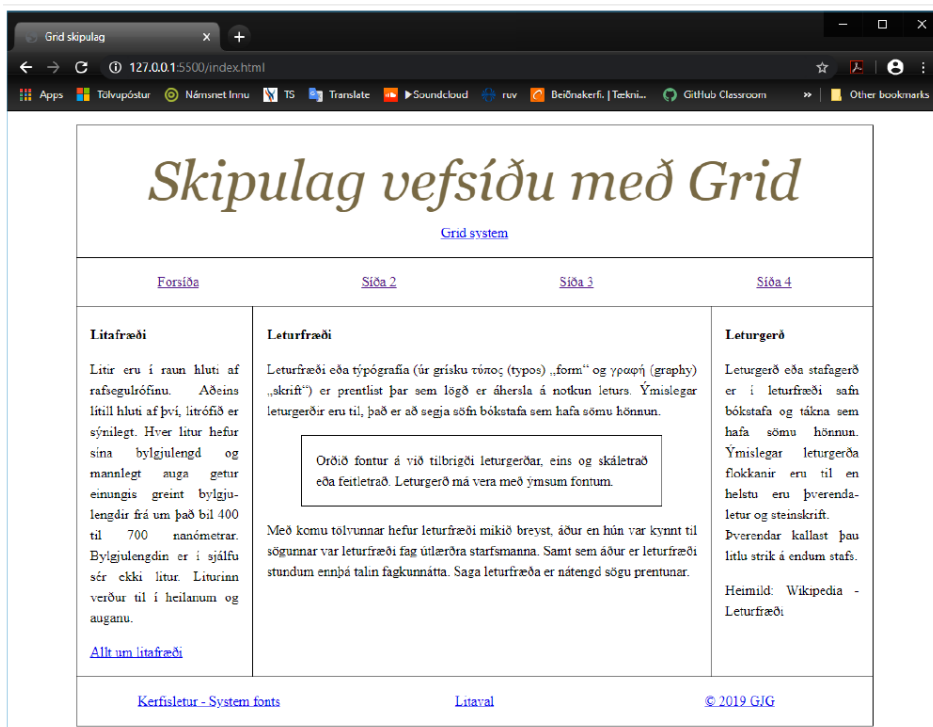 Grid skipulag
127.0.0.1:5500/index.html
Apps Tölvupóstur Námsnet Innu TS Translate ▶Soundcloud ruv Beiðnakerfi. | Tækni... GitHub Classroom » Other bookmarks
Skipulag vefsíðu með Grid
Grid system
Forsíða Síða 2 Síða 3 Síða 4
Litafræði
Litir eru í raun hluti af
rafsegulrófinu. Aðeins
lítill hluti af því, litrófið er
sýnilegt. Hver litur hefur
sína bylgjulengd og
mannlegt auga getur
einungis greint bylgju-
lengdir frá um það bil 400
til 700 nanómetrar.
Bylgjulengdin er í sjálfu
sér ekki litur. Liturinn
verður til í heilanum og
auganu.
Allt um litafræði
Leturfræði
Leturfræði eða týpógrafía (úr grísku τύπος (typos) „form“ og γραφή (graphy)
„skrift“) er prentlist þar sem lögð er áhersla á notkun leturs. Ýmislegar
leturgerðir eru til, það er að segja söfn bókstafa sem hafa sömu hönnun.
Orðið fontur á við tilbrigði leturgerðar, eins og skáletrað
eða feitletrað. Leturgerð má vera með ýmsum fontum.
Með komu tölvunnar hefur leturfræði mikið breyst, áður en hún var kynnt til
sögunnar var leturfræði fag útlærðra starfsmanna. Samt sem áður er leturfræði
stundum ennþá talin fagkunnátta. Saga leturfræða er nátengd sögu prentunar.
Leturgerð
Leturgerð eða stafagerð
er í leturfræði safn
bókstafa og tákna sem
hafa sömu hönnun.
Ýmislegar leturgerða
flokkanir eru til en
helstu eru þverenda-
letur og steinskrift.
Þverendar kallast þau
litlu strik á endum stafs.
Heimild: Wikipedia -
Leturfræði
Kerfisletur - System fonts Litaval © 2019 GJG